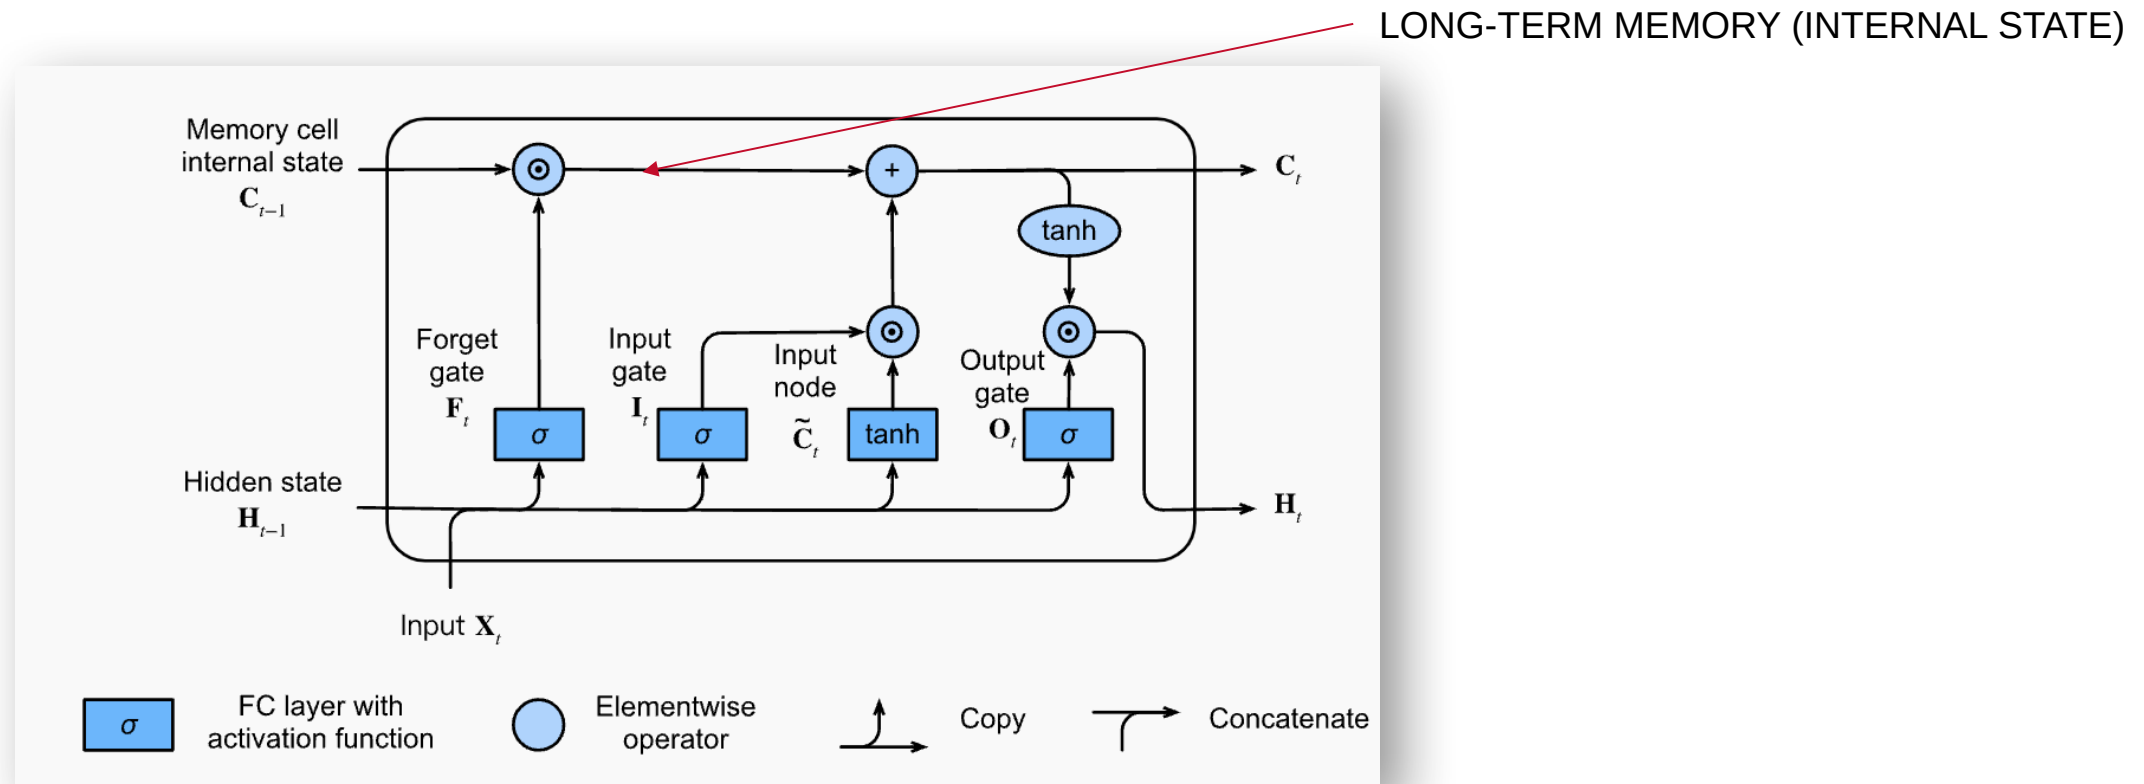 LONG-TERM MEMORY (INTERNAL STATE)
Memory cell
internal state
C_{t-1}
⊙
+
C_t
tanh
Forget
gate
F_t
Input
gate
I_t
Input
node
C̃_t
⊙
Output
gate
O_t
⊙
σ
σ
tanh
σ
Hidden state
H_{t-1}
H_t
Input X_t
σ
FC layer with
activation function
Elementwise
operator
Copy
Concatenate